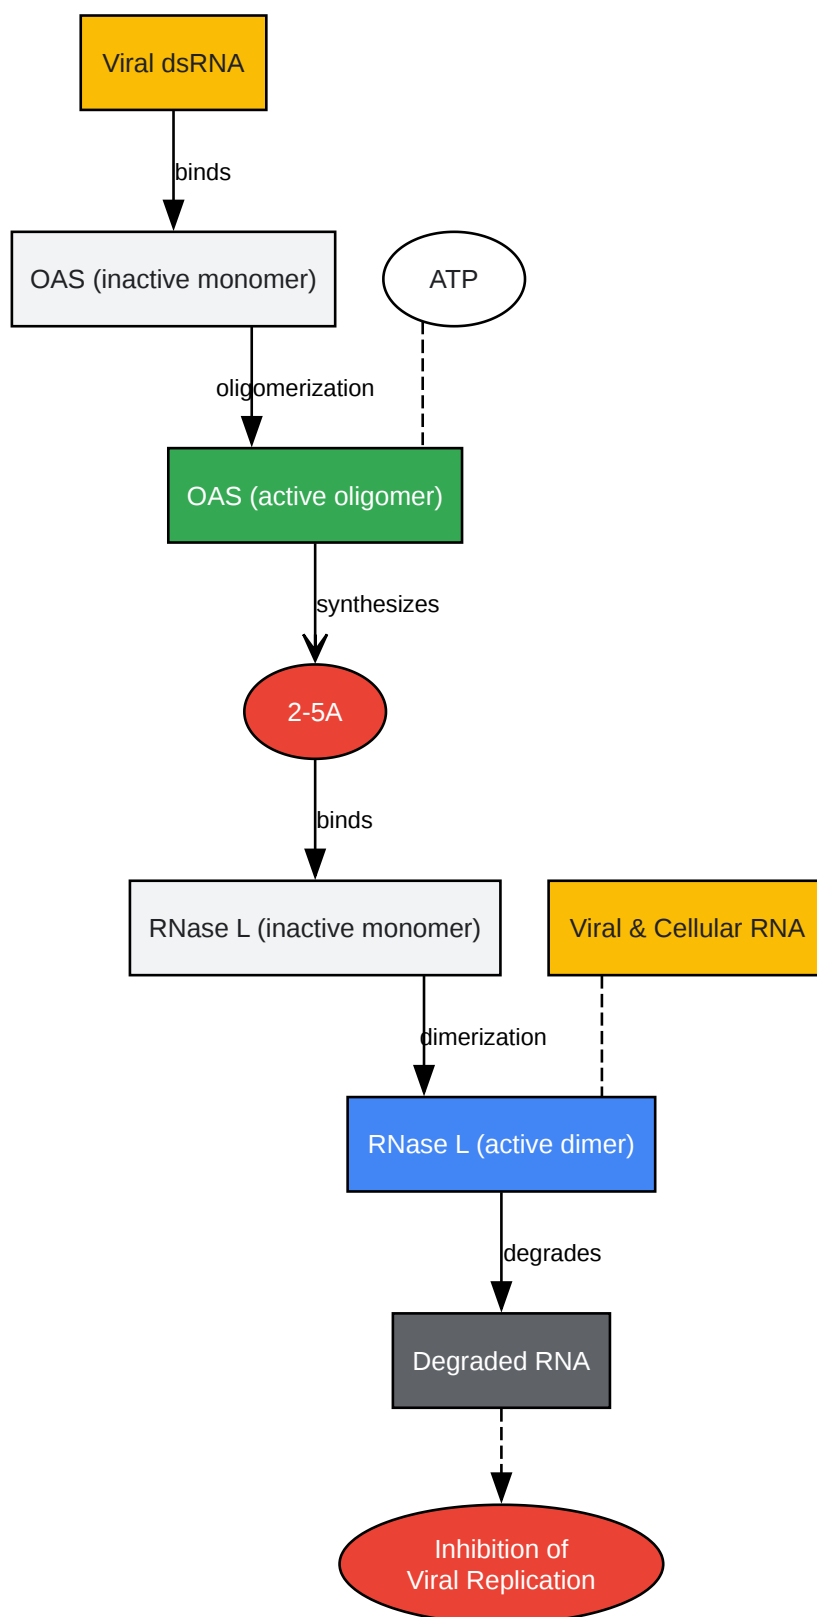 Viral dsRNA
binds
OAS (inactive monomer)
ATP
oligomerization
OAS (active oligomer)
synthesizes
2-5A
binds
RNase L (inactive monomer)
Viral & Cellular RNA
dimerization
RNase L (active dimer)
degrades
Degraded RNA
Inhibition of
Viral Replication